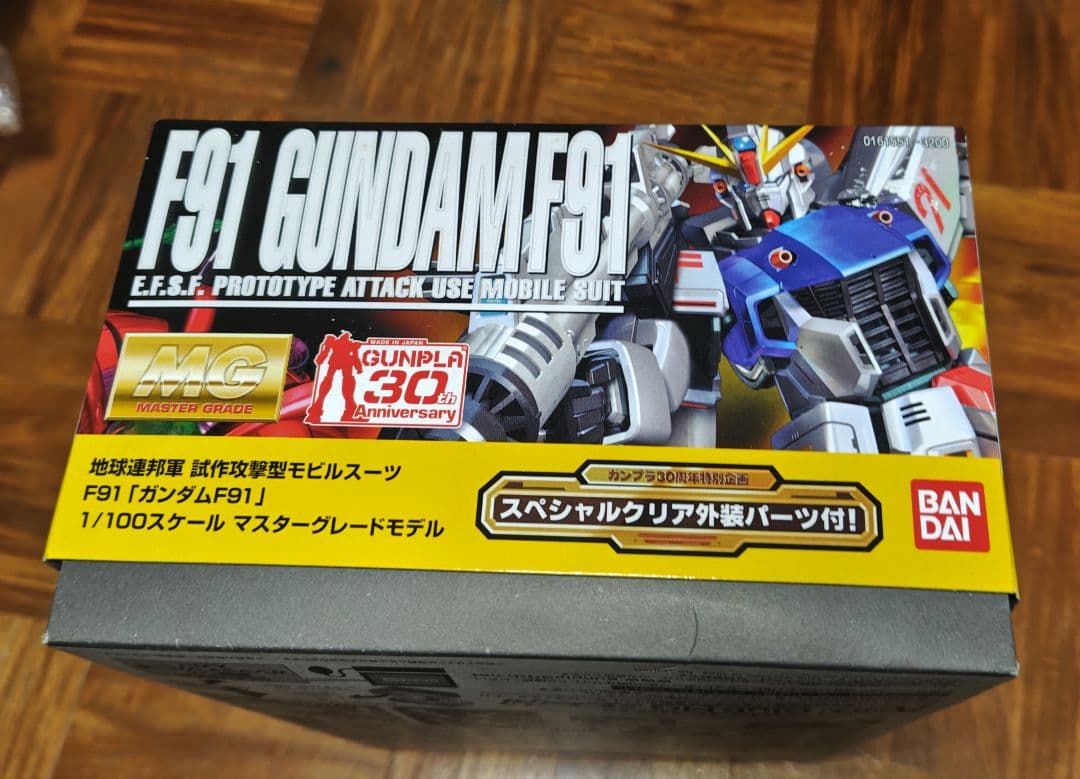 F91 GUNDAM F91
0161551-3200
E.F.S.F. PROTOTYPE ATTACK USE MOBILE SUIT
MG
MASTER GRADE
MADE IN JAPAN
GUNPLA
30th
Anniversary
地球連邦軍 試作攻撃型モビルスーツ
F91「ガンダムF91」
1/100スケール マスターグレードモデル
ガンプラ30周年特別企画
スペシャルクリア外装パーツ付!
BAN
DAI